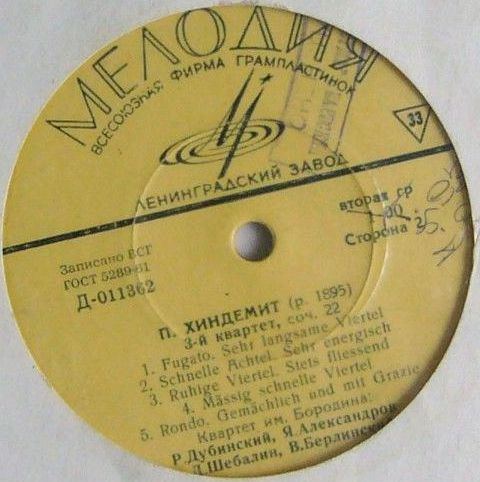 МЕЛОДИЯ
ВСЕСОЮЗНАЯ ФИРМА ГРАМПЛАСТИНОК
ЛЕНИНГРАДСКИЙ ЗАВОД
33
вторая ср
Сторона 2
Записано ВСТ
ГОСТ 5289-61
Д-011362
П. ХИНДЕМИТ (р. 1895)
3-й квартет, соч. 22
1. Fugato. Sehr langsame Viertel
2. Schnelle Achtel. Sehr energisch
3. Ruhige Viertel. Stets fliessend
4. Mässig schnelle Viertel
5. Rondo. Gemächlich und mit Grazie
Квартет им. Бородина:
Р. Дубинский, Я. Александров
Д. Шебалин, В. Берлинский